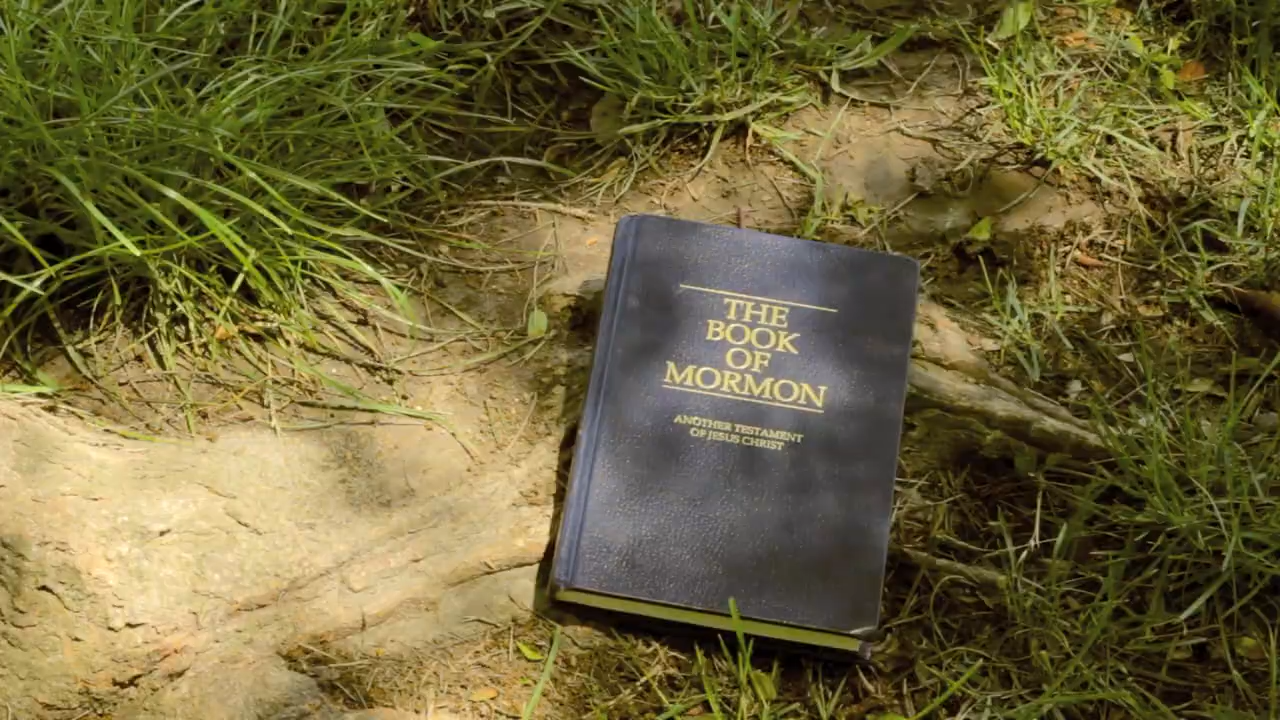 THE
BOOK
OF
MORMON
ANOTHER TESTAMENT
OF JESUS CHRIST